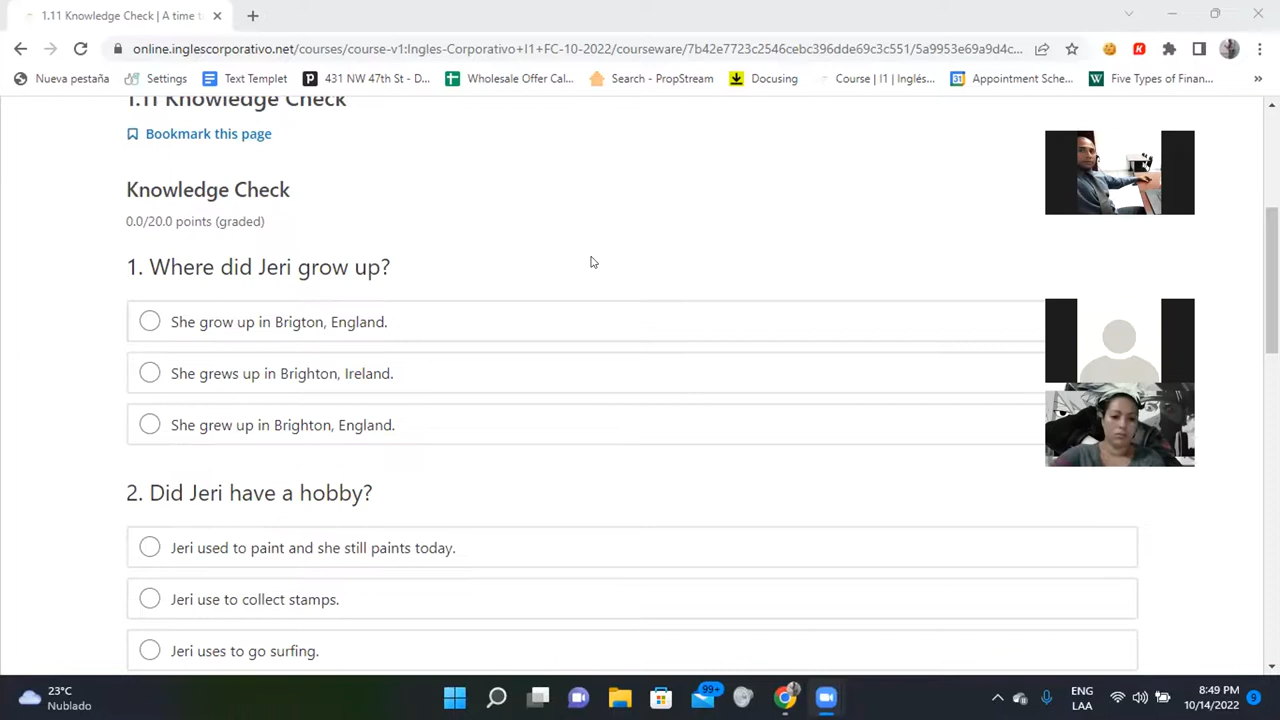 1.11 Knowledge Check | A time t
online.inglescorporativo.net/courses/course-v1:Ingles-Corporativo+I1+FC-10-2022/courseware/7b42e7723c2546cebc396dde69c3c551/5a9953e69a9d4c...
Nueva pestaña
Settings
Text Templet
431 NW 47th St - D...
Wholesale Offer Cal...
Search - PropStream
Docusing
Course | I1 | Inglés...
31
Appointment Sche...
W
Five Types of Finan...
»
1.11 Knowledge Check
Bookmark this page
Knowledge Check
0.0/20.0 points (graded)
1. Where did Jeri grow up?
She grow up in Brigton, England.
She grews up in Brighton, Ireland.
She grew up in Brighton, England.
2. Did Jeri have a hobby?
Jeri used to paint and she still paints today.
Jeri use to collect stamps.
Jeri uses to go surfing.
23°C
Nublado
99+
ENG
LAA
8:49 PM
10/14/2022
9